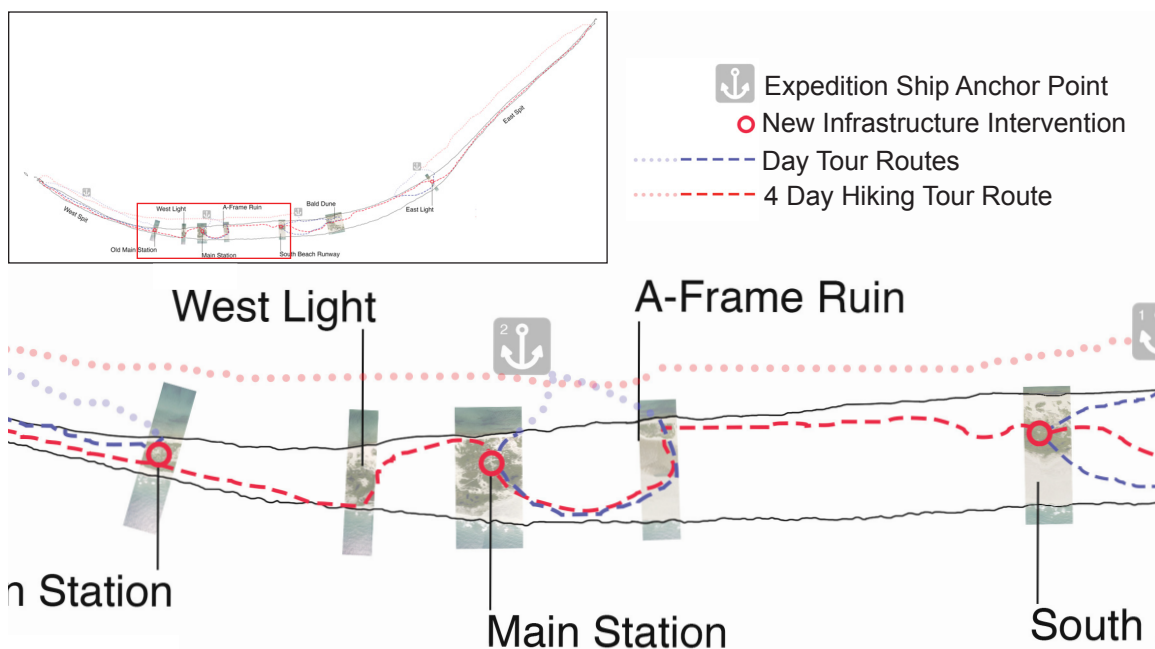 East Spit
West Spit
West Light
A-Frame Ruin
Bald Dune
East Light
Old Main Station
Main Station
South Beach Runway
Expedition Ship Anchor Point
New Infrastructure Intervention
Day Tour Routes
4 Day Hiking Tour Route
West Light
A-Frame Ruin
2
1
n Station
Main Station
South